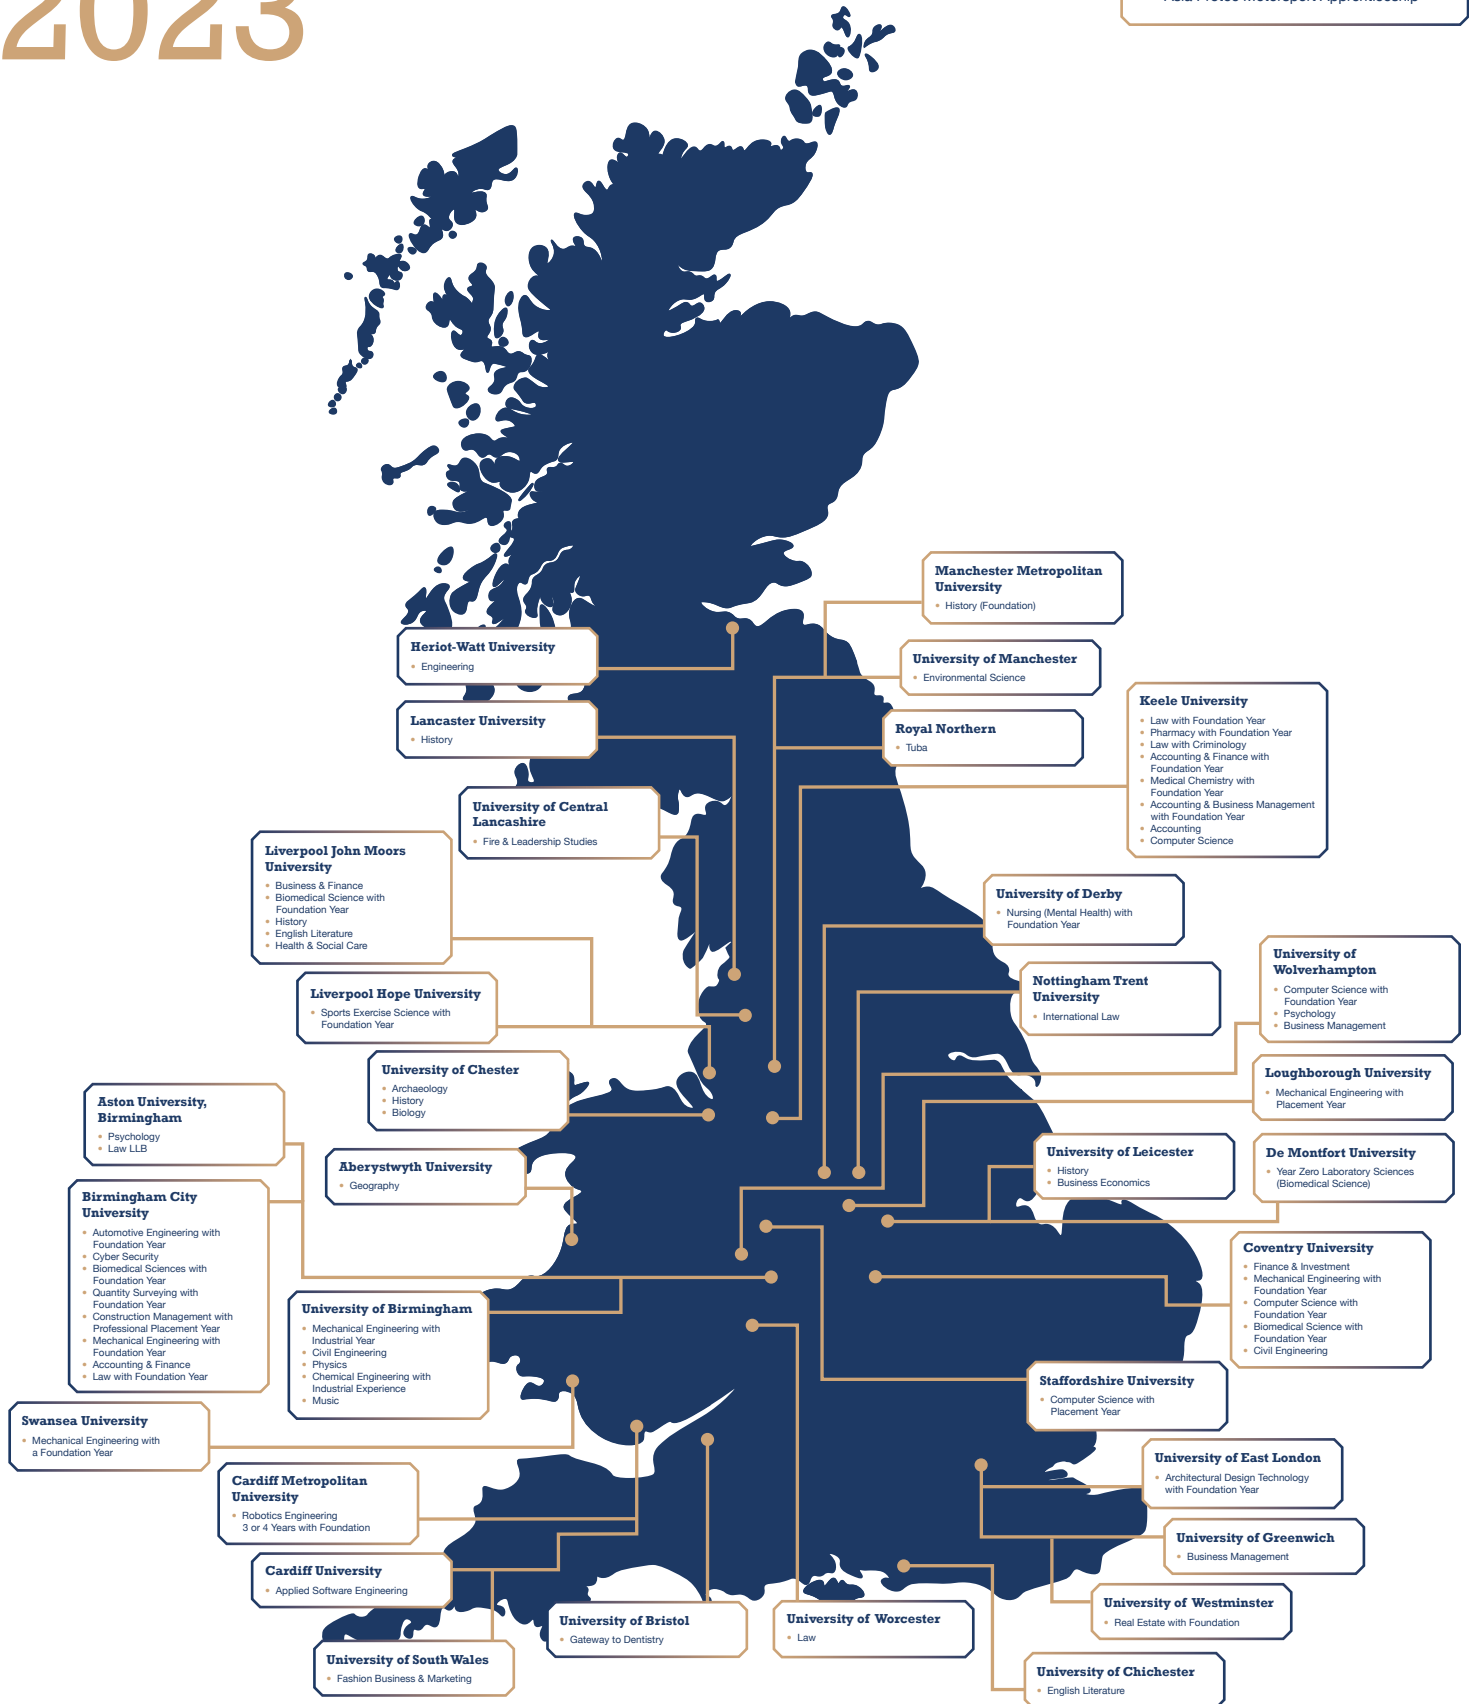 2023
Manchester Metropolitan
University
• History (Foundation)
Heriot-Watt University
• Engineering
University of Manchester
• Environmental Science
Keele University
• Law with Foundation Year
• Pharmacy with Foundation Year
• Law with Criminology
• Accounting & Finance with
Foundation Year
• Medical Chemistry with
Foundation Year
• Accounting & Business Management
with Foundation Year
• Accounting
• Computer Science
Lancaster University
• History
Royal Northern
• Tuba
University of Central
Lancashire
• Fire & Leadership Studies
Liverpool John Moors
University
• Business & Finance
• Biomedical Science with
Foundation Year
• History
• English Literature
• Health & Social Care
University of Derby
• Nursing (Mental Health) with
Foundation Year
University of
Wolverhampton
• Computer Science with
Foundation Year
• Psychology
• Business Management
Nottingham Trent
University
• International Law
Liverpool Hope University
• Sports Exercise Science with
Foundation Year
University of Chester
• Archaeology
• History
• Biology
Loughborough University
• Mechanical Engineering with
Placement Year
Aston University,
Birmingham
• Psychology
• Law LLB
Aberystwyth University
• Geography
University of Leicester
• History
• Business Economics
De Montfort University
• Year Zero Laboratory Sciences
(Biomedical Science)
Birmingham City
University
• Automotive Engineering with
Foundation Year
• Cyber Security
• Biomedical Sciences with
Foundation Year
• Quantity Surveying with
Foundation Year
• Construction Management with
Professional Placement Year
• Mechanical Engineering with
Foundation Year
• Accounting & Finance
• Law with Foundation Year
Coventry University
• Finance & Investment
• Mechanical Engineering with
Foundation Year
• Computer Science with
Foundation Year
• Biomedical Science with
Foundation Year
• Civil Engineering
University of Birmingham
• Mechanical Engineering with
Industrial Year
• Civil Engineering
• Physics
• Chemical Engineering with
Industrial Experience
• Music
Staffordshire University
• Computer Science with
Placement Year
Swansea University
• Mechanical Engineering with
a Foundation Year
University of East London
• Architectural Design Technology
with Foundation Year
Cardiff Metropolitan
University
• Robotics Engineering
3 or 4 Years with Foundation
University of Greenwich
• Business Management
Cardiff University
• Applied Software Engineering
University of Westminster
• Real Estate with Foundation
University of Bristol
• Gateway to Dentistry
University of Worcester
• Law
University of South Wales
• Fashion Business & Marketing
University of Chichester
• English Literature